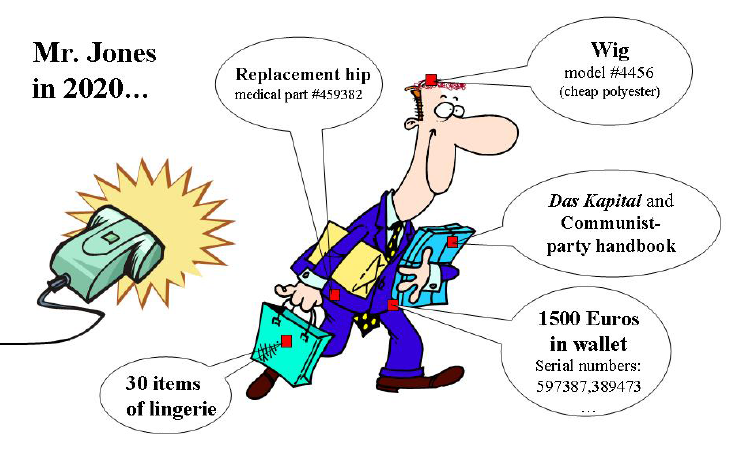 Mr. Jones
in 2020…
Replacement hip
medical part #459382
Wig
model #4456
(cheap polyester)
Das Kapital and
Communist-
party handbook
1500 Euros
in wallet
Serial numbers:
597387,389473
…
30 items
of lingerie